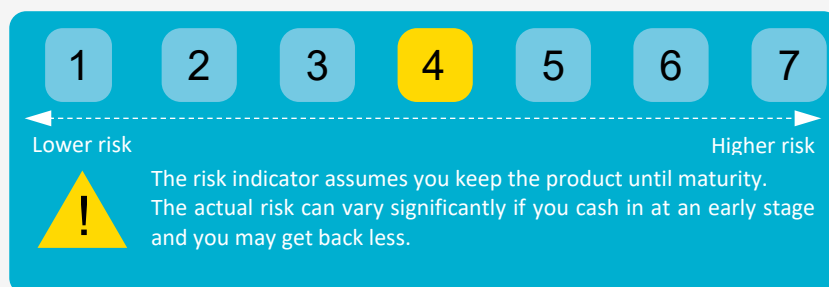 1 2 3 4 5 6 7
Lower risk Higher risk
! The risk indicator assumes you keep the product until maturity.
The actual risk can vary significantly if you cash in at an early stage
and you may get back less.